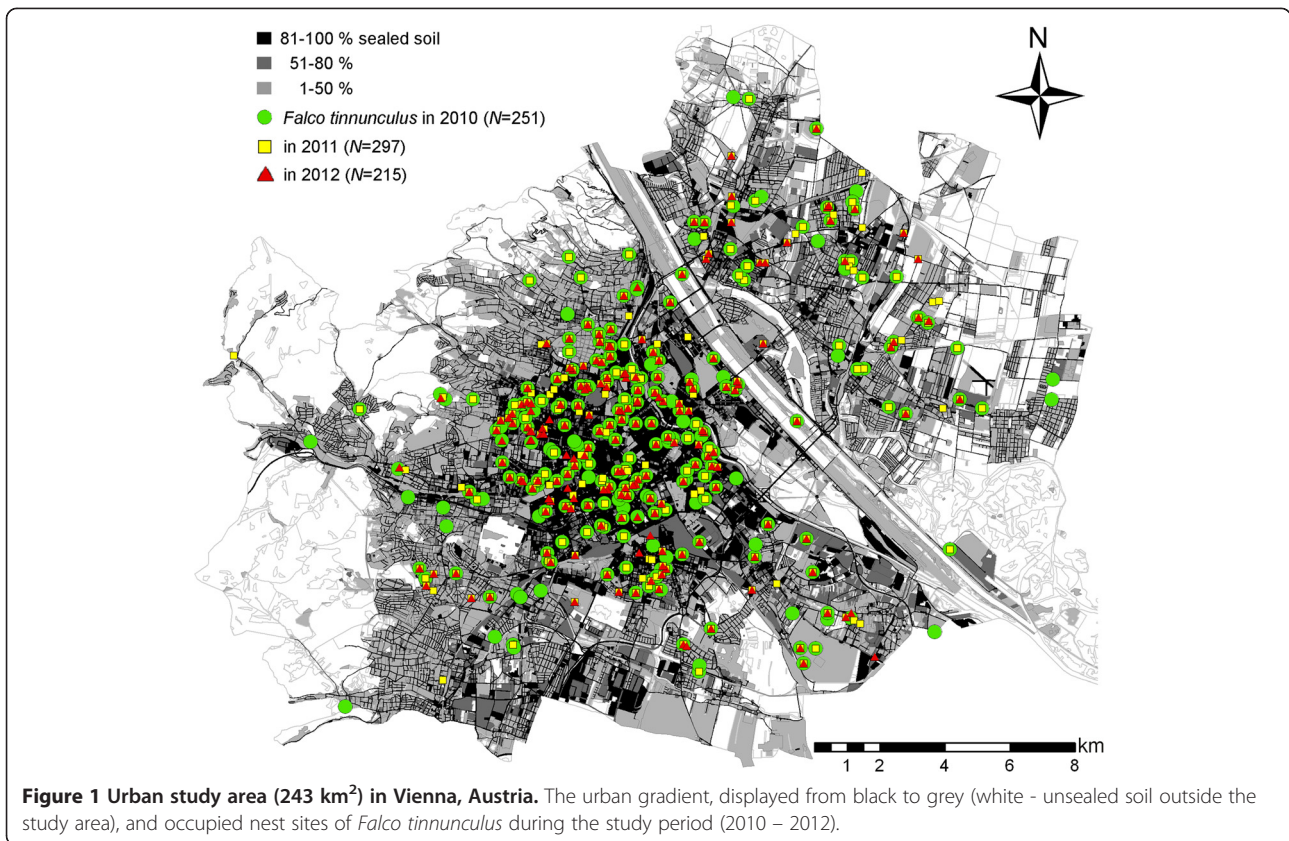 81-100 % sealed soil
51-80 %
1-50 %
Falco tinnunculus in 2010 (N=251)
in 2011 (N=297)
in 2012 (N=215)
N
km
1 2 4 6 8
Figure 1 Urban study area (243 km²) in Vienna, Austria. The urban gradient, displayed from black to grey (white - unsealed soil outside the
study area), and occupied nest sites of Falco tinnunculus during the study period (2010 – 2012).